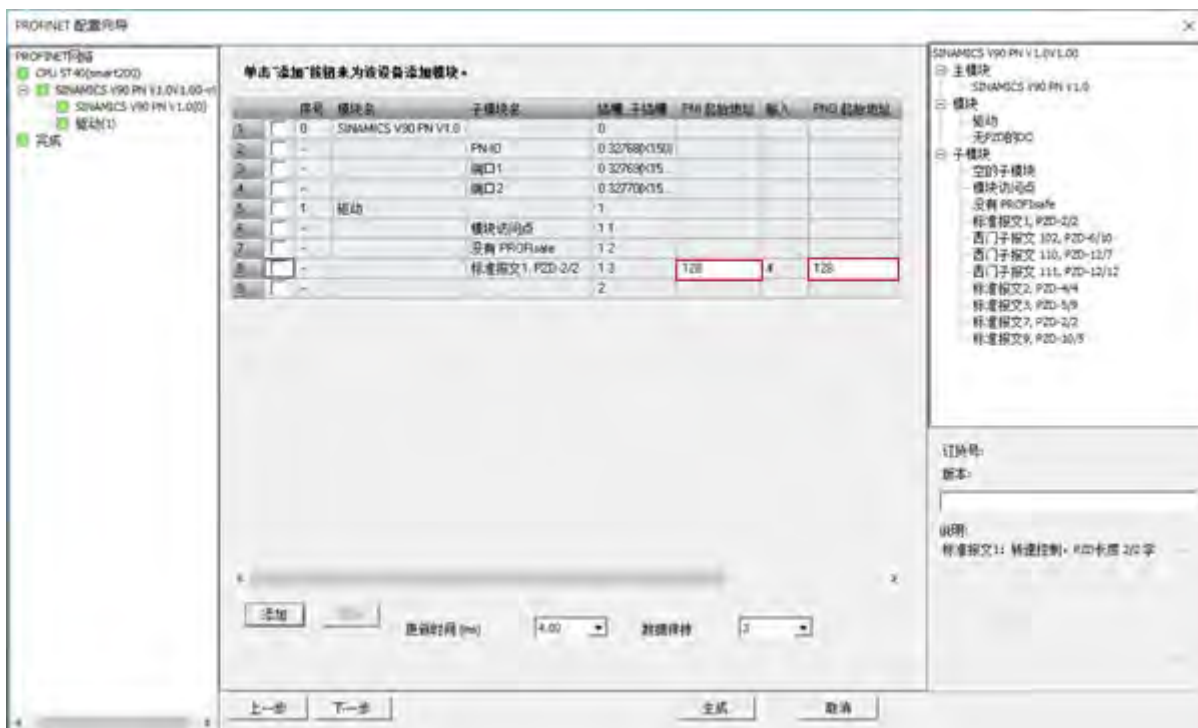 PROFINET 配置向导
PROFINET网络
CPU ST40(smart200)
SINAMICS V90 PN V1.0V1.00-
SINAMICS V90 PN V1.0(0)
驱动(1)
完成
单击"添加"按钮来为该设备添加模块。
序号 模块名 子模块名 插槽_子插槽 PNI 起始地址 输入 PNQ 起始地址
1 0 SINAMICS V90 PN V1.0 0
2 - PN-IO 0 32768(X150)
3 - 端口1 0 32769(X15...
4 - 端口2 0 32770(X15...
5 1 驱动 1
6 - 模块访问点 1 1
7 - 没有 PROFIsafe 1 2
8 - 标准报文1, PZD-2/2 1 3 128 4 128
9 - 2
添加
更新时间 (ms) 4.00 数据保持 3
上一步 下一步 生成 取消
SINAMICS V90 PN V1.0V1.00
主模块
SINAMICS V90 PN V1.0
模块
驱动
无PZD的DO
子模块
空的子模块
模块访问点
没有 PROFIsafe
标准报文1, PZD-2/2
西门子报文 102, PZD-6/10
西门子报文 110, PZD-12/7
西门子报文 111, PZD-12/12
标准报文2, PZD-4/4
标准报文3, PZD-5/9
标准报文7, PZD-2/2
标准报文9, PZD-10/5
订货号:
版本:
说明:
标准报文1: 转速控制, PZD长度 2/2 字